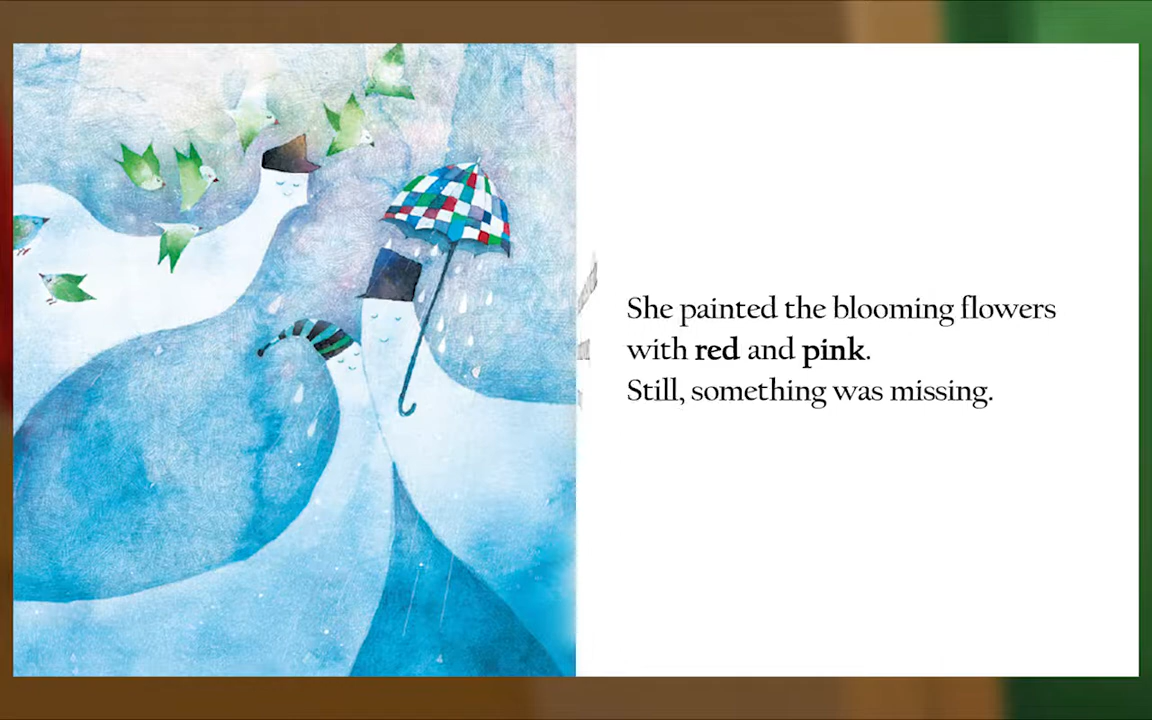 She painted the blooming flowers
with red and pink.
Still, something was missing.